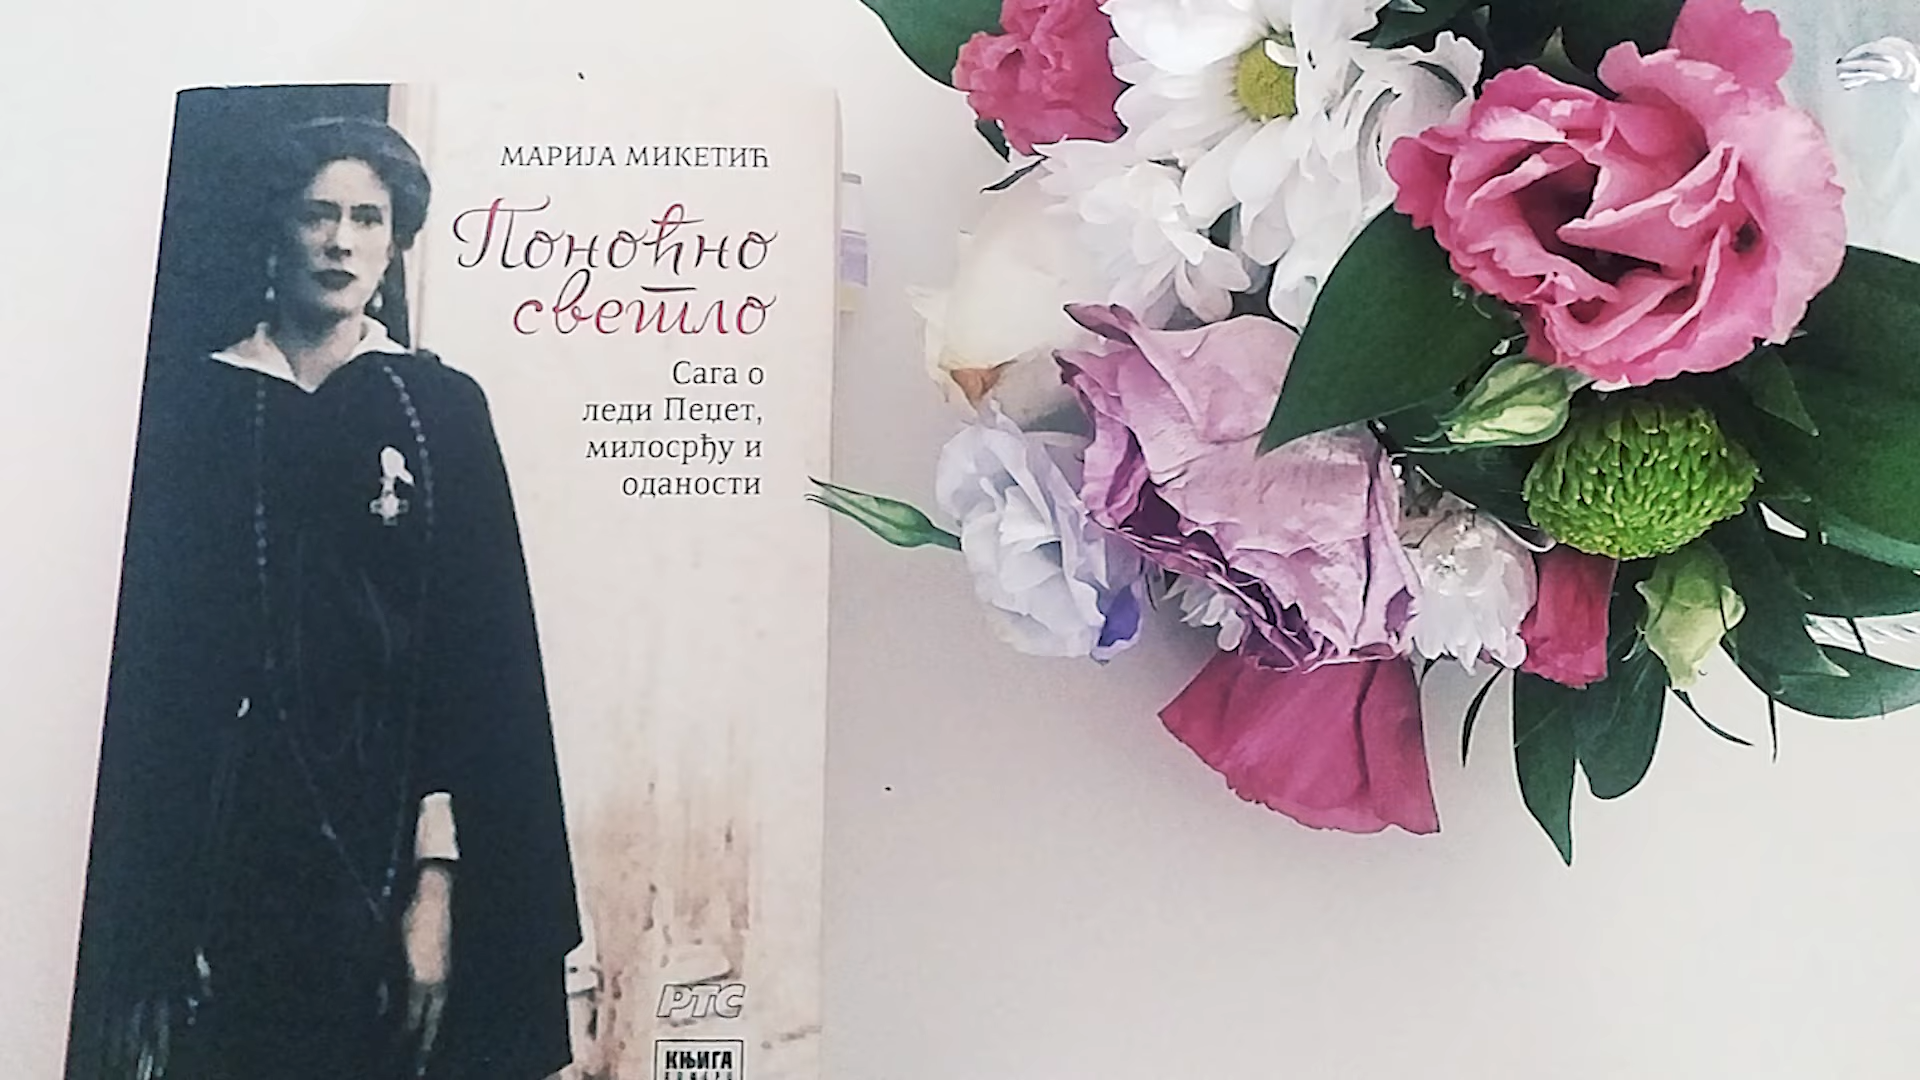 МАРИЈА МИКЕТИЋ
Поноћно
светло
Сага о
леди Пеџет,
милосрђу и
оданости
РТС
КЊИГА